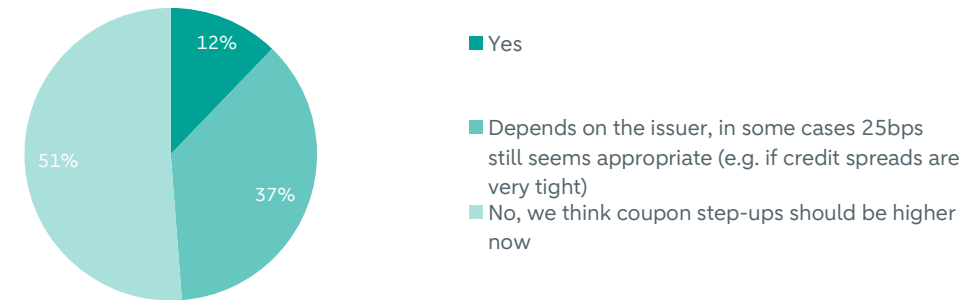 12%
51%
37%
Yes
Depends on the issuer, in some cases 25bps
still seems appropriate (e.g. if credit spreads are
very tight)
No, we think coupon step-ups should be higher
now